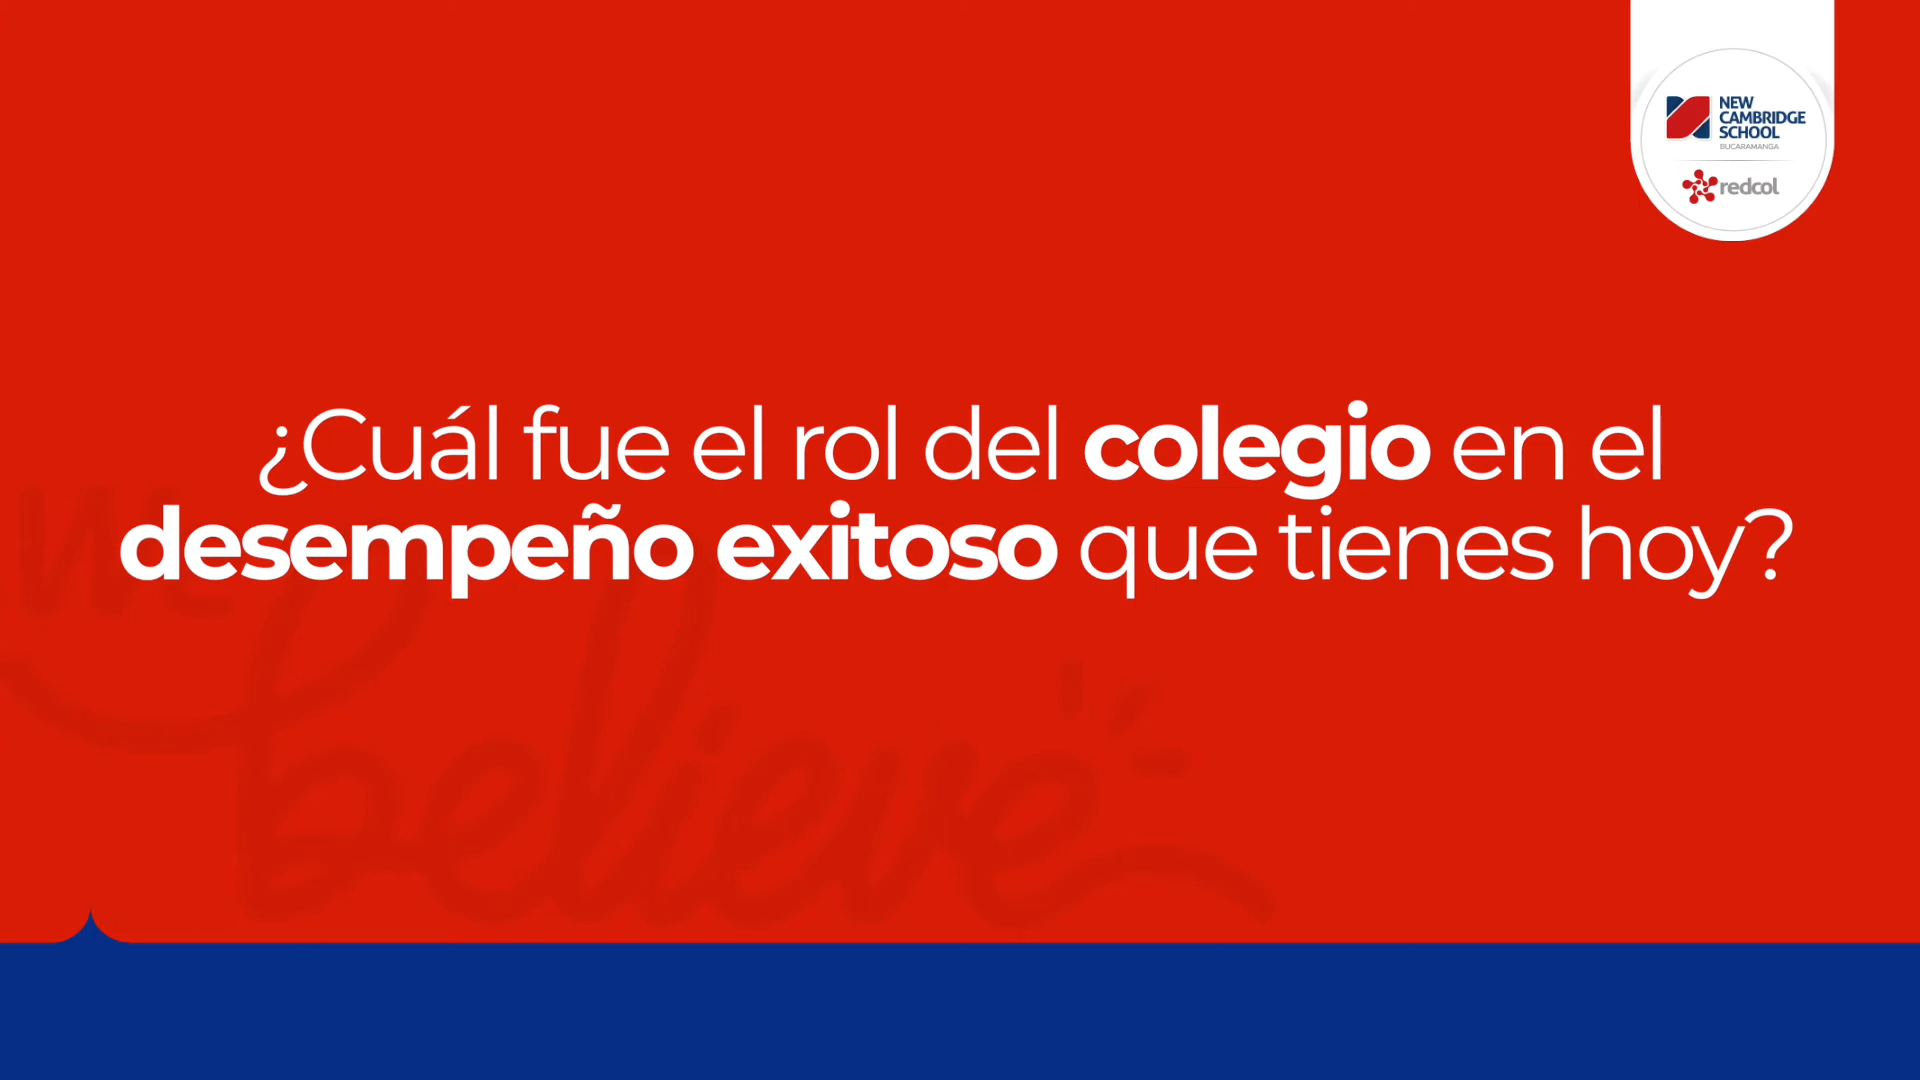 NEW
CAMBRIDGE
SCHOOL
BUCARAMANGA
redcol
¿Cuál fue el rol del colegio en el
desempeño exitoso que tienes hoy?
we
believe